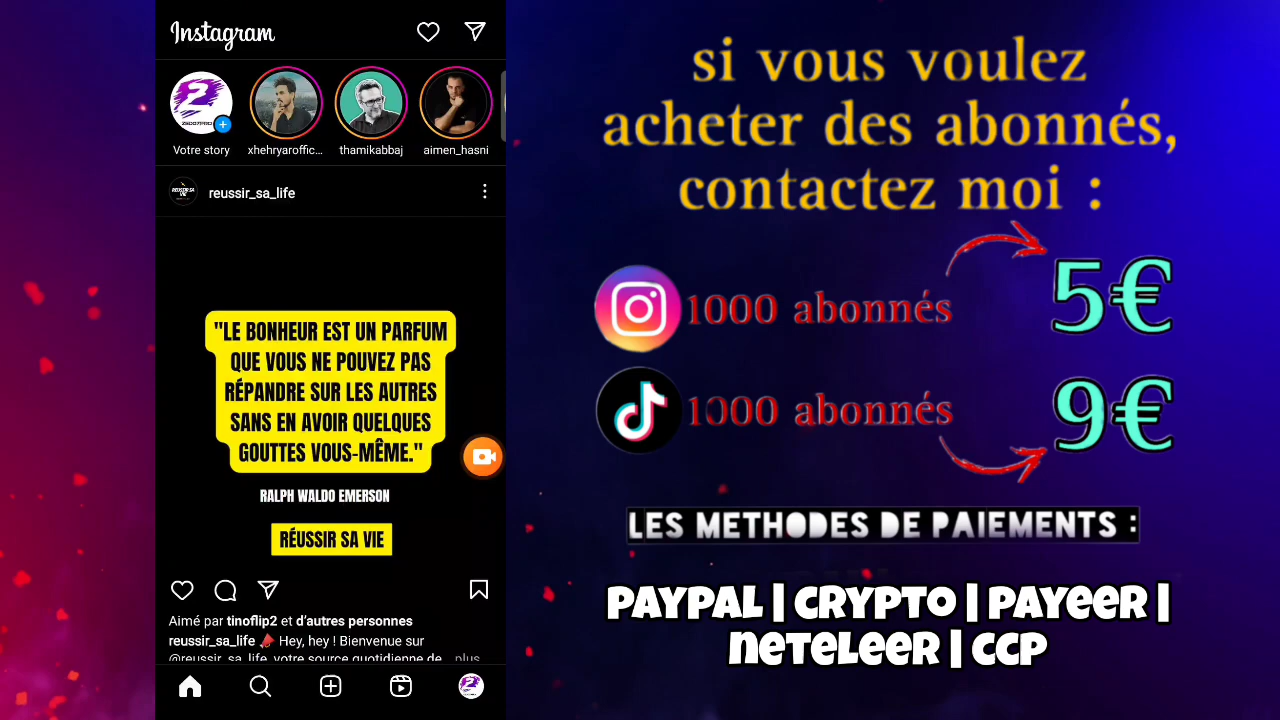 Instagram
Votre story
xhehryaroffic...
thamikabbaj
aimen_hasni
reussir_sa_life
"LE BONHEUR EST UN PARFUM
QUE VOUS NE POUVEZ PAS
RÉPANDRE SUR LES AUTRES
SANS EN AVOIR QUELQUES
GOUTTES VOUS-MÊME."
RALPH WALDO EMERSON
RÉUSSIR SA VIE
Aimé par tinoflip2 et d'autres personnes
reussir_sa_life 📣 Hey, hey ! Bienvenue sur
@reussir_sa_life, votre source quotidienne de... plus
si vous voulez
acheter des abonnés,
contactez moi :
1000 abonnés
5€
1000 abonnés
9€
LES METHODES DE PAIEMENTS :
PAYPAL | CRYPTO | PAYEER |
NETELEER | CCP